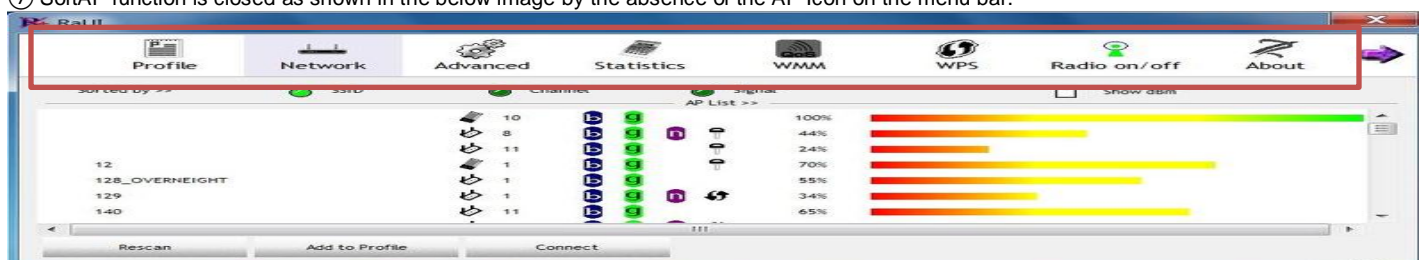 ⑦ SoftAP function is closed as shown in the below image by the absence of the AP icon on the menu bar.
RaUI
Profile Network Advanced Statistics QoS WMM WPS Radio on/off About
Sorted by >> SSID Channel Signal Show dBm
AP List >>
10 b g 100%
8 b g n 44%
11 b g 24%
12 1 b g 70%
128_OVERNEIGHT 1 b g 55%
129 1 b g n 34%
140 11 b g 65%
Rescan Add to Profile Connect